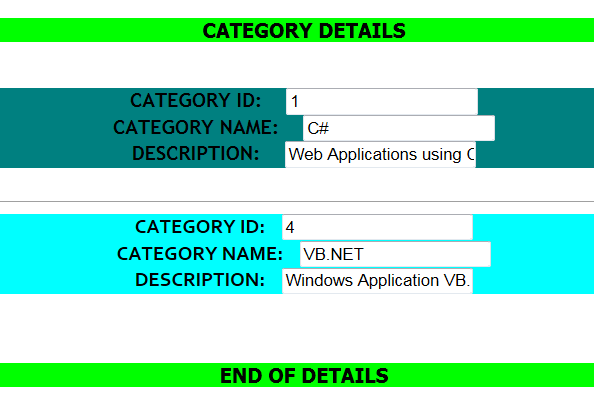 CATEGORY DETAILS
CATEGORY ID: 1
CATEGORY NAME: C#
DESCRIPTION: Web Applications using
CATEGORY ID: 4
CATEGORY NAME: VB.NET
DESCRIPTION: Windows Application VB.
END OF DETAILS